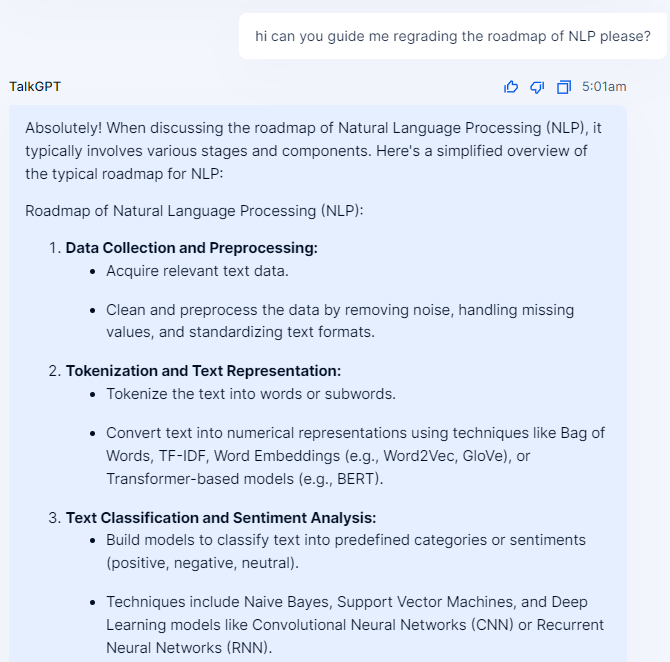 hi can you guide me regrading the roadmap of NLP please?
TalkGPT
5:01am
Absolutely! When discussing the roadmap of Natural Language Processing (NLP), it
typically involves various stages and components. Here's a simplified overview of
the typical roadmap for NLP:
Roadmap of Natural Language Processing (NLP):
1. Data Collection and Preprocessing:
• Acquire relevant text data.
• Clean and preprocess the data by removing noise, handling missing
values, and standardizing text formats.
2. Tokenization and Text Representation:
• Tokenize the text into words or subwords.
• Convert text into numerical representations using techniques like Bag of
Words, TF-IDF, Word Embeddings (e.g., Word2Vec, GloVe), or
Transformer-based models (e.g., BERT).
3. Text Classification and Sentiment Analysis:
• Build models to classify text into predefined categories or sentiments
(positive, negative, neutral).
• Techniques include Naive Bayes, Support Vector Machines, and Deep
Learning models like Convolutional Neural Networks (CNN) or Recurrent
Neural Networks (RNN).